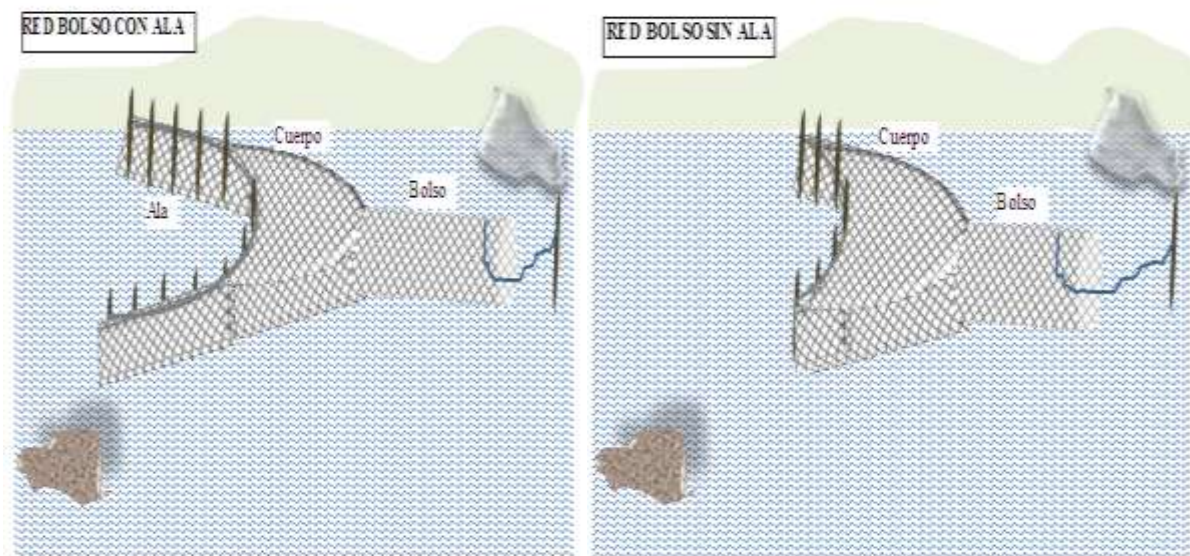 RED BOLSO CON ALA
Cuerpo
Bolso
Ala
RED BOLSO SIN ALA
Cuerpo
Bolso